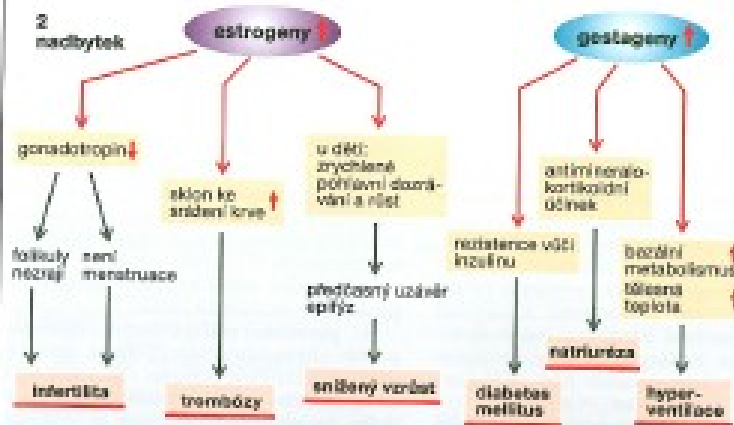 2
nadbytek
estrogeny ↑
gestageny ↑
gonadotropin↓
folikuly
nezrají
není
menstruace
infertilita
sklon ke
srážení krve ↑
trombózy
u dětí:
zrychlené
pohlavní dozrá-
vání a růst
předčasný uzávěr
epifýz
snížený vzrůst
rezistence vůči
inzulinu
diabetes
mellitus
antimineralo-
kortikoidní
účinek
natriuréza
bazální
metabolismus ↑
tělesná
teplota ↑
hyper-
ventilace